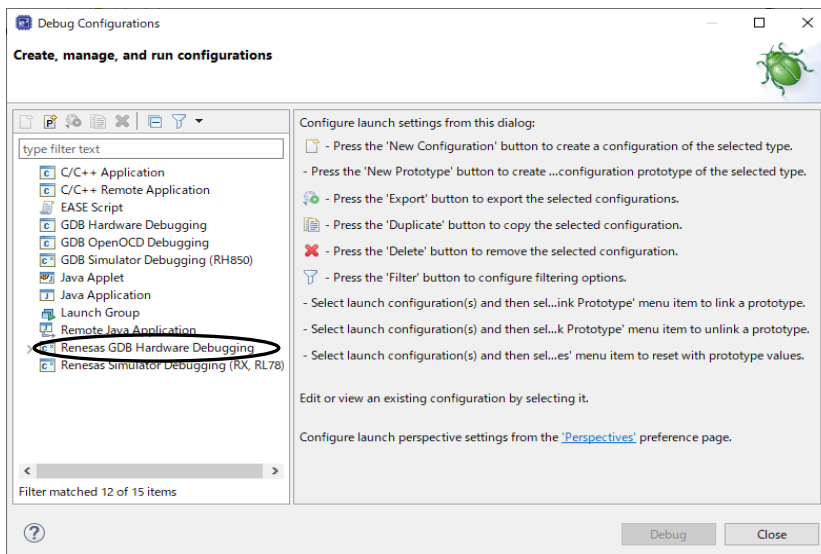 Debug Configurations
Create, manage, and run configurations
type filter text
C/C++ Application
C/C++ Remote Application
EASE Script
GDB Hardware Debugging
GDB OpenOCD Debugging
GDB Simulator Debugging (RH850)
Java Applet
Java Application
Launch Group
Remote Java Application
Renesas GDB Hardware Debugging
Renesas Simulator Debugging (RX, RL78)
Filter matched 12 of 15 items
Configure launch settings from this dialog:
- Press the 'New Configuration' button to create a configuration of the selected type.
- Press the 'New Prototype' button to create ...configuration prototype of the selected type.
- Press the 'Export' button to export the selected configurations.
- Press the 'Duplicate' button to copy the selected configuration.
- Press the 'Delete' button to remove the selected configuration.
- Press the 'Filter' button to configure filtering options.
- Select launch configuration(s) and then sel...ink Prototype' menu item to link a prototype.
- Select launch configuration(s) and then sel...k Prototype' menu item to unlink a prototype.
- Select launch configuration(s) and then sel...es' menu item to reset with prototype values.
Edit or view an existing configuration by selecting it.
Configure launch perspective settings from the 'Perspectives' preference page.
Debug
Close